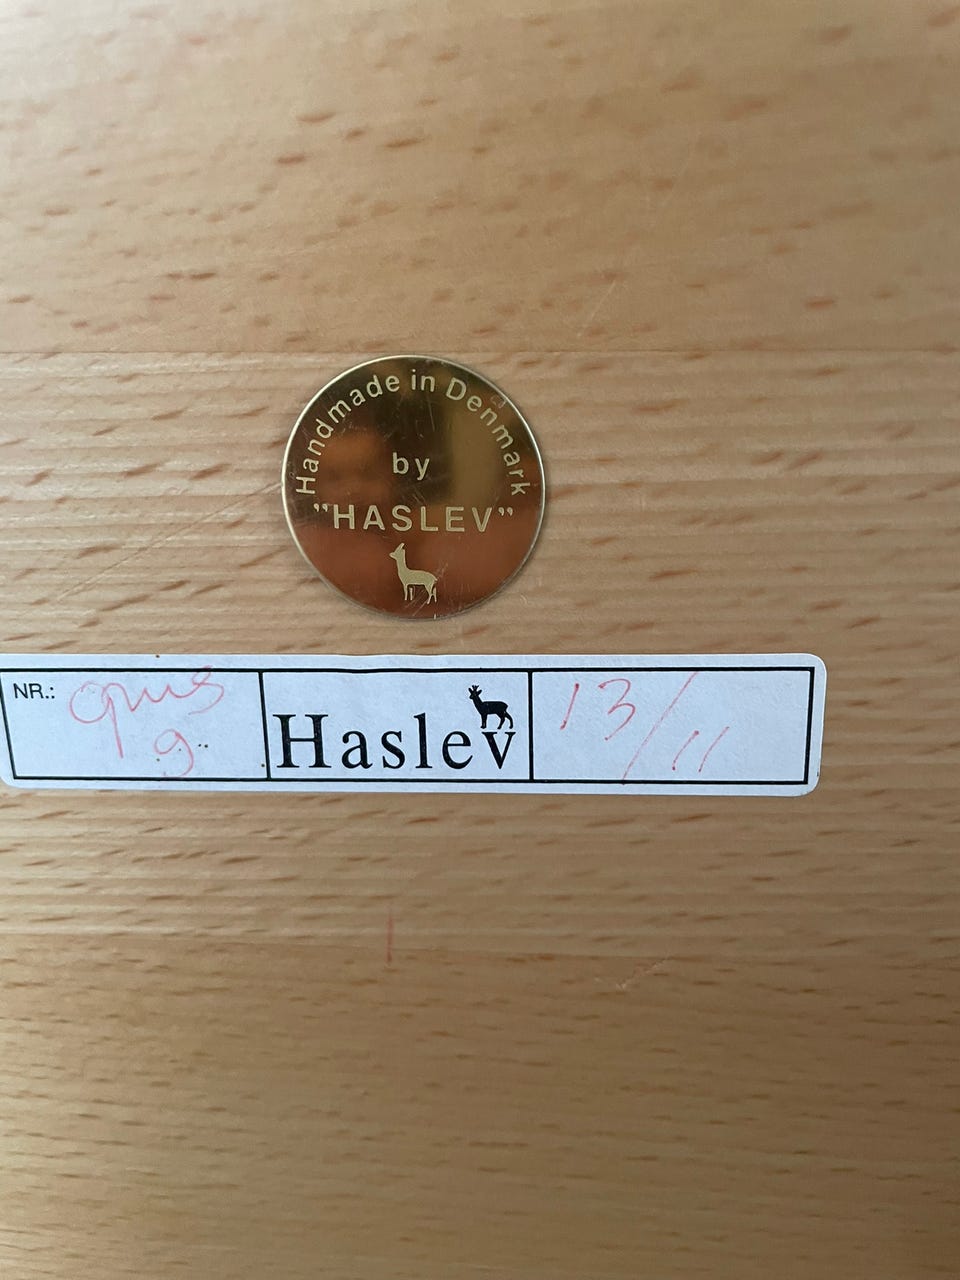 Handmade in Denmark
by
"HASLEV"
NR.: opus
9
Haslev
13/11